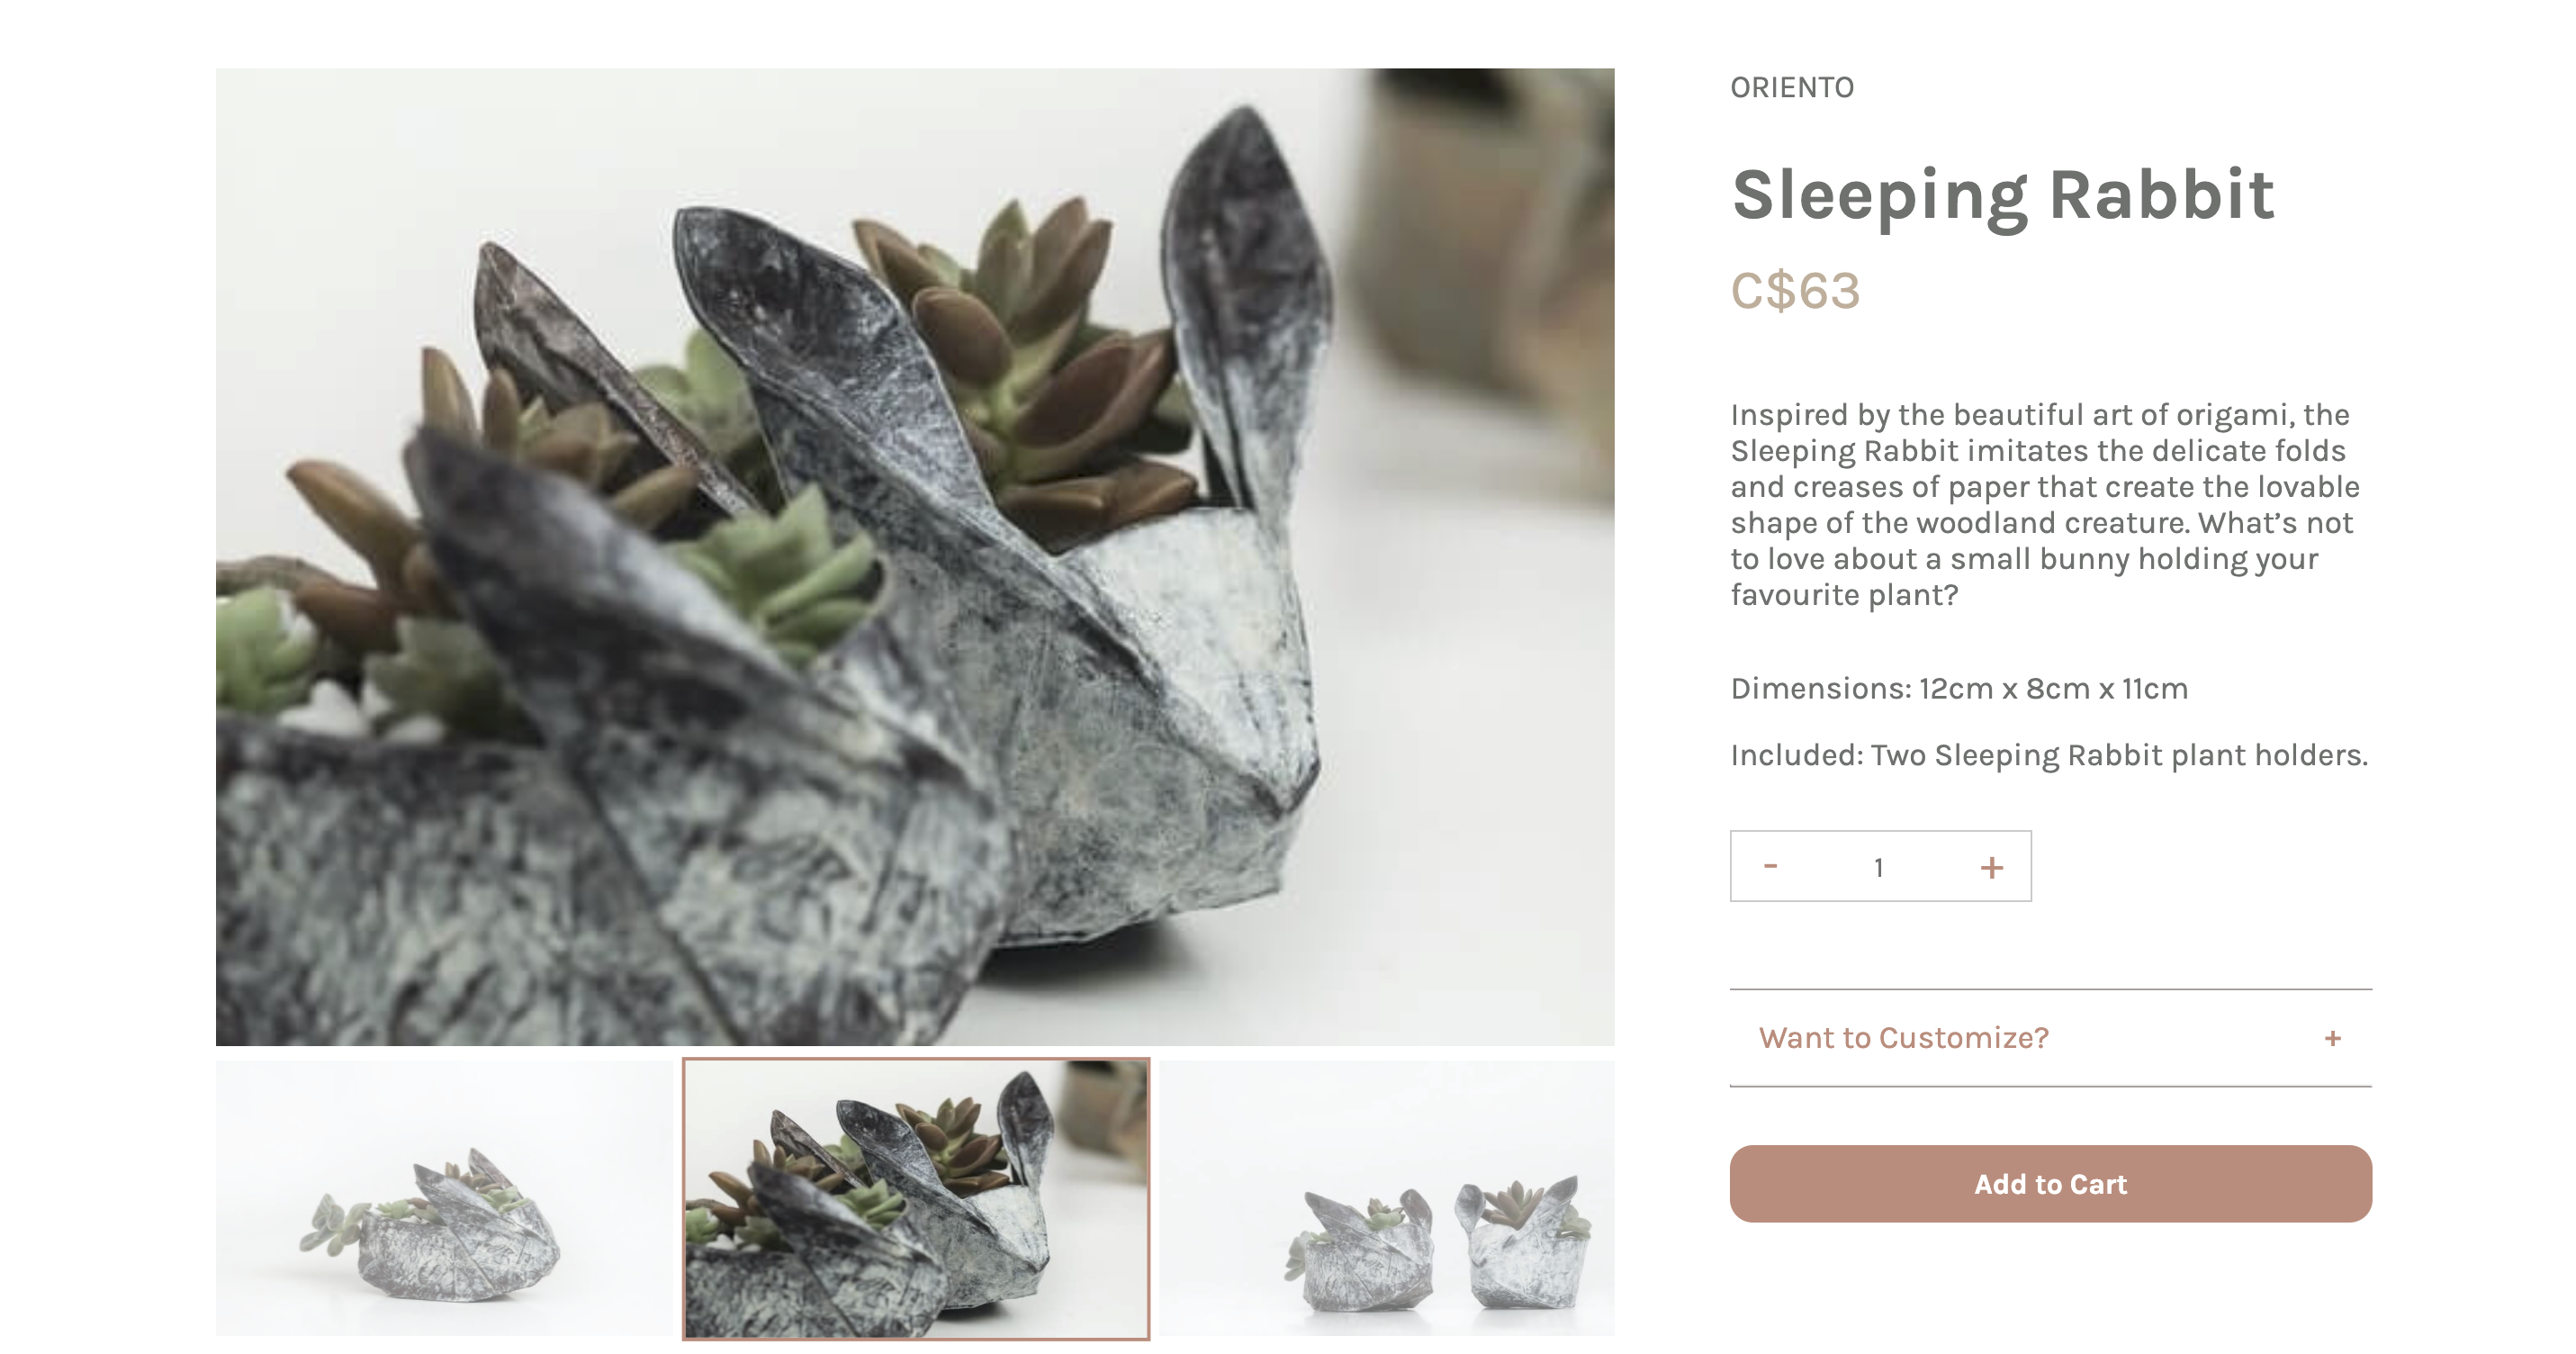 ORIENTO
Sleeping Rabbit
C$63
Inspired by the beautiful art of origami, the
Sleeping Rabbit imitates the delicate folds
and creases of paper that create the lovable
shape of the woodland creature. What’s not
to love about a small bunny holding your
favourite plant?
Dimensions: 12cm x 8cm x 11cm
Included: Two Sleeping Rabbit plant holders.
- 1 +
Want to Customize? +
Add to Cart